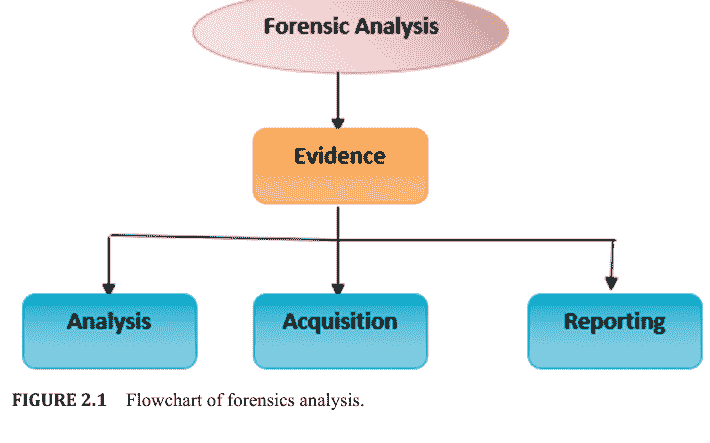 Forensic Analysis
Evidence
Analysis
Acquisition
Reporting
FIGURE 2.1 Flowchart of forensics analysis.